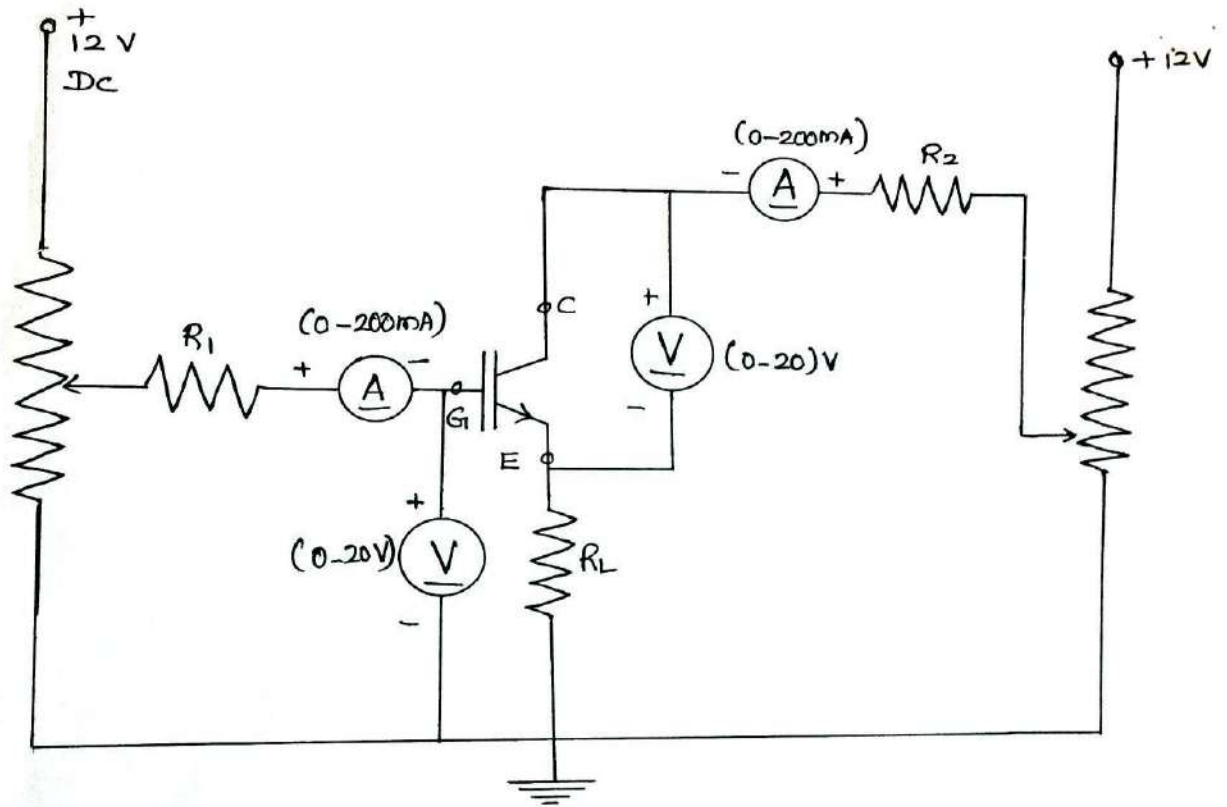 +
12 V
DC
+ 12V
(0-200mA)
R2
- A +
C
(0-200mA)
R1
+ A -
G
+
V (0-20)V
-
E
+
(0-20V) V
-
RL